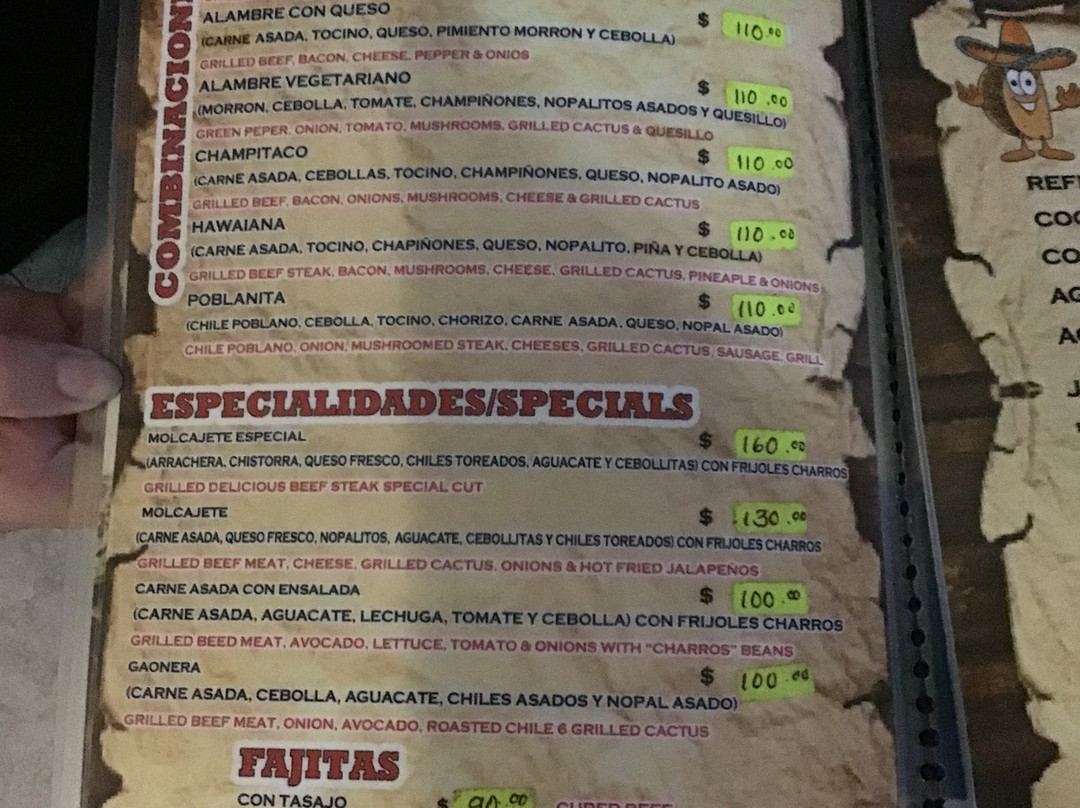 COMBINACION
ALAMBRE CON QUESO $ 110.00
(CARNE ASADA, TOCINO, QUESO, PIMIENTO MORRON Y CEBOLLA)
GRILLED BEEF, BACON, CHEESE, PEPPER & ONIOS
ALAMBRE VEGETARIANO $ 110.00
(MORRON, CEBOLLA, TOMATE, CHAMPIÑONES, NOPALITOS ASADOS Y QUESILLO)
GREEN PEPER, ONION, TOMATO, MUSHROOMS, GRILLED CACTUS & QUESILLO
CHAMPITACO $ 110.00
(CARNE ASADA, CEBOLLAS, TOCINO, CHAMPIÑONES, QUESO, NOPALITO ASADO)
GRILLED BEEF, BACON, ONIONS, MUSHROOMS, CHEESE & GRILLED CACTUS
HAWAIANA $ 110.00
(CARNE ASADA, TOCINO, CHAPIÑONES, QUESO, NOPALITO, PIÑA Y CEBOLLA)
GRILLED BEEF STEAK, BACON, MUSHROOMS, CHEESE, GRILLED CACTUS, PINEAPLE & ONIONS
POBLANITA $ 110.00
(CHILE POBLANO, CEBOLLA, TOCINO, CHORIZO, CARNE ASADA, QUESO, NOPAL ASADO)
CHILE POBLANO, ONION, MUSHROOMED STEAK, CHEESES, GRILLED CACTUS, SAUSAGE, GRILL
ESPECIALIDADES/SPECIALS
MOLCAJETE ESPECIAL $ 160.00
(ARRACHERA, CHISTORRA, QUESO FRESCO, CHILES TOREADOS, AGUACATE Y CEBOLLITAS) CON FRIJOLES CHARROS
GRILLED DELICIOUS BEEF STEAK SPECIAL CUT
MOLCAJETE $ 130.00
(CARNE ASADA, QUESO FRESCO, NOPALITOS, AGUACATE, CEBOLLITAS Y CHILES TOREADOS) CON FRIJOLES CHARROS
GRILLED BEEF MEAT, CHEESE, GRILLED CACTUS, ONIONS & HOT FRIED JALAPEÑOS
CARNE ASADA CON ENSALADA $ 100.00
(CARNE ASADA, AGUACATE, LECHUGA, TOMATE Y CEBOLLA) CON FRIJOLES CHARROS
GRILLED BEED MEAT, AVOCADO, LETTUCE, TOMATO & ONIONS WITH "CHARROS" BEANS
GAONERA $ 100.00
(CARNE ASADA, CEBOLLA, AGUACATE, CHILES ASADOS Y NOPAL ASADO)
GRILLED BEEF MEAT, ONION, AVOCADO, ROASTED CHILE 6 GRILLED CACTUS
FAJITAS
CON TASAJO $ 90.00 CURED BEEF
REF
COC
CO
AG
A
J